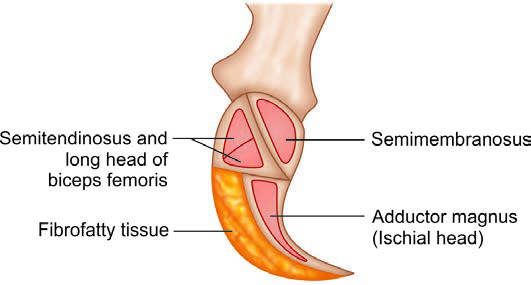 Semitendinosus and
long head of
biceps femoris
Semimembranosus
Fibrofatty tissue
Adductor magnus
(Ischial head)